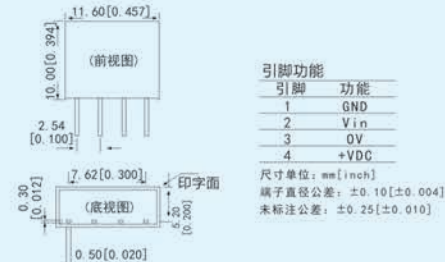 11.60[0.457]
10.00[0.394]
(前视图)
2.54
[0.100]
7.62[0.300]
印字面
0.30
[0.012]
(底视图)
5.20
[0.200]
0.50[0.020]
引脚功能
引脚 功能
1 GND
2 Vin
3 0V
4 +VDC
尺寸单位：mm[inch]
端子直径公差：±0.10[±0.004]
未标注公差：±0.25[±0.010]